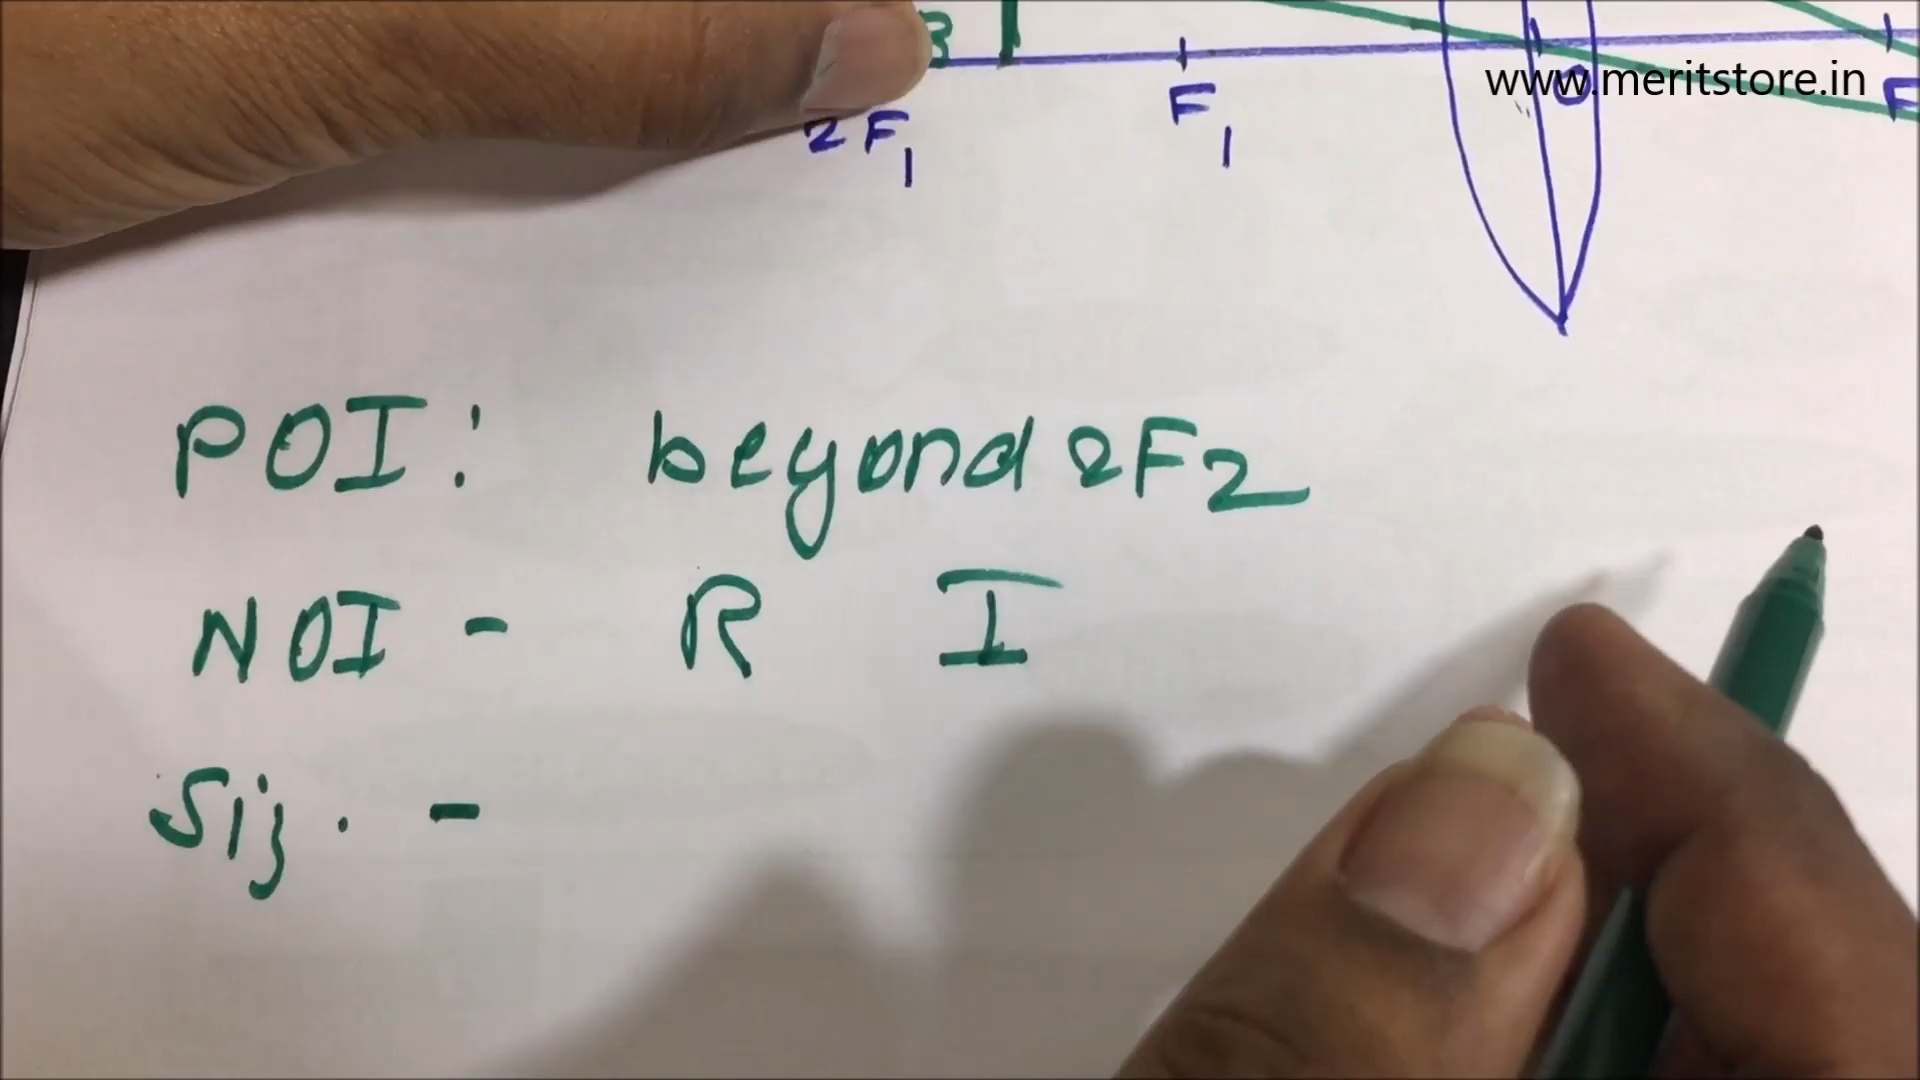 B
www.meritstore.in
2F1 F1 O F
POI: beyond 2F2
NOI - R I
Sij. -